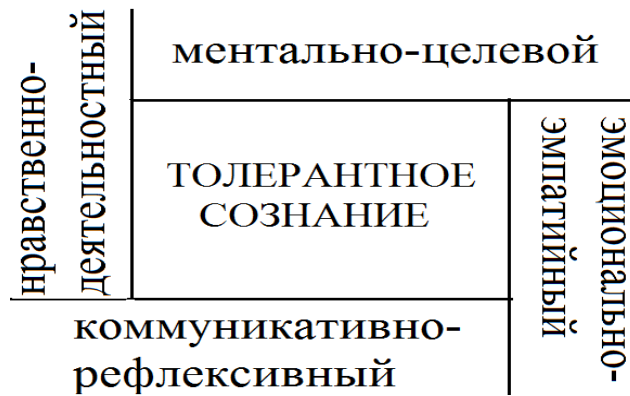 нравственно-
деятельностный
ментально-целевой
ТОЛЕРАНТНОЕ
СОЗНАНИЕ
эмоционально-
эмпатийный
коммуникативно-
рефлексивный